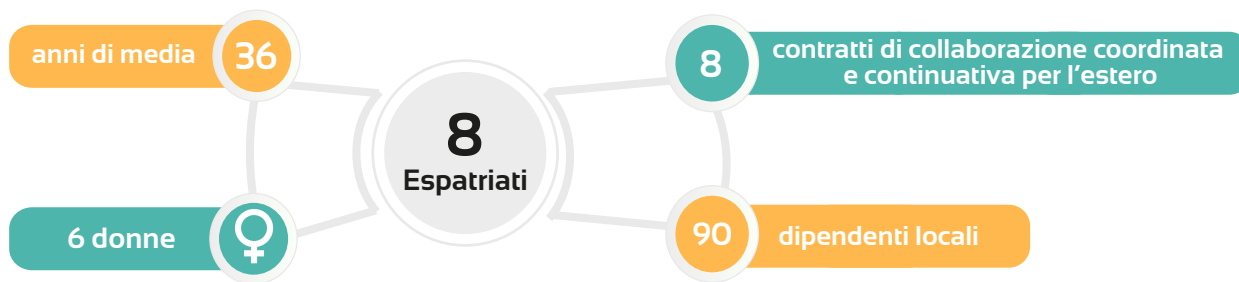 anni di media
36
6 donne
8
Espatriati
8
contratti di collaborazione coordinata
e continuativa per l’estero
90
dipendenti locali